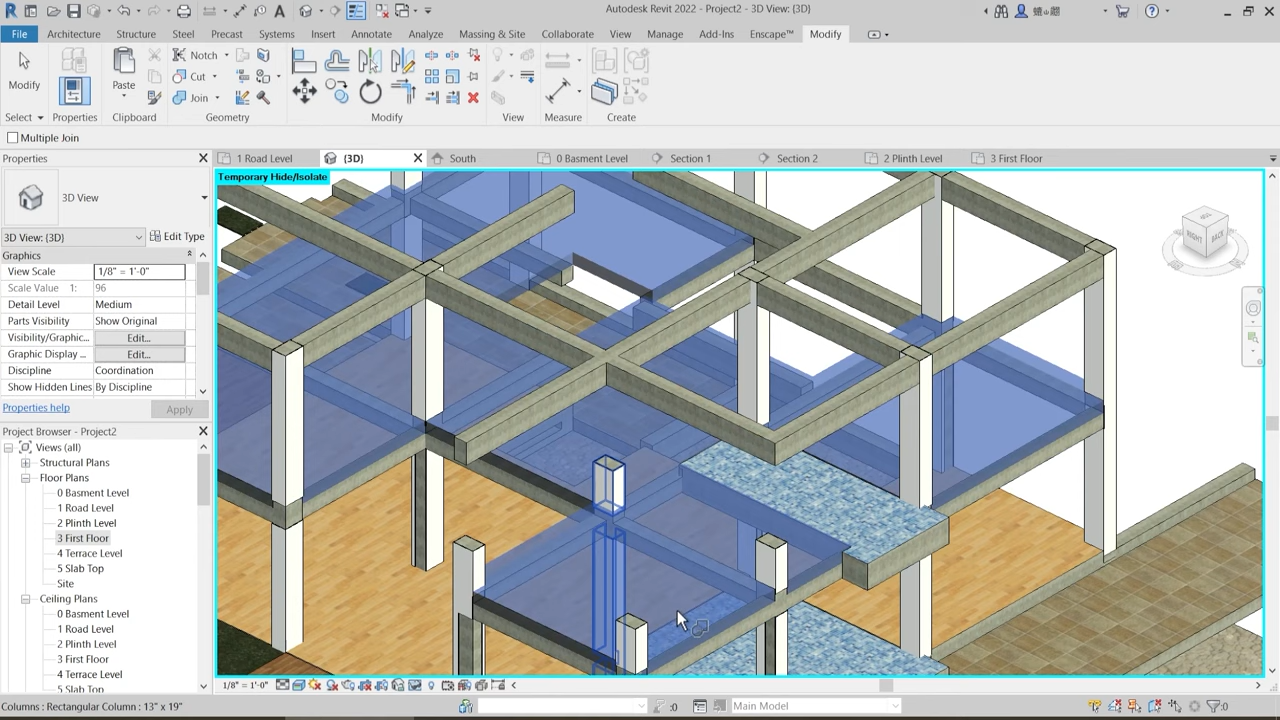 Autodesk Revit 2022 - Project2 - 3D View: {3D}
File Architecture Structure Steel Precast Systems Insert Annotate Analyze Massing & Site Collaborate View Manage Add-Ins Enscape™ Modify
Modify
Paste
Notch
Cut
Join
Select Properties Clipboard Geometry Modify View Measure Create
Multiple Join
Properties
1 Road Level {3D} South 0 Basment Level Section 1 Section 2 2 Plinth Level 3 First Floor
Temporary Hide/Isolate
3D View
3D View: {3D} Edit Type
Graphics
View Scale 1/8" = 1'-0"
Scale Value 1: 96
Detail Level Medium
Parts Visibility Show Original
Visibility/Graphic... Edit...
Graphic Display ... Edit...
Discipline Coordination
Show Hidden Lines By Discipline
Properties help Apply
Project Browser - Project2
Views (all)
Structural Plans
Floor Plans
0 Basment Level
1 Road Level
2 Plinth Level
3 First Floor
4 Terrace Level
5 Slab Top
Site
Ceiling Plans
0 Basment Level
1 Road Level
2 Plinth Level
3 First Floor
4 Terrace Level
5 Slab Top
RIGHT BACK
1/8" = 1'-0"
Columns : Rectangular Column : 13" x 19" :0 Main Model :0